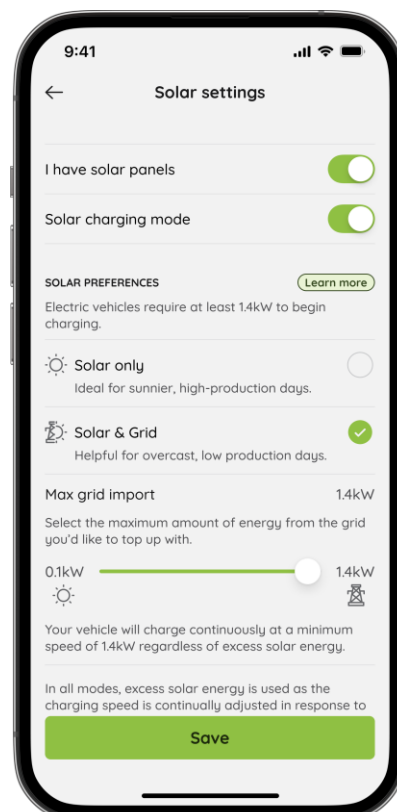 9:41
Solar settings
I have solar panels
Solar charging mode
SOLAR PREFERENCES
Learn more
Electric vehicles require at least 1.4kW to begin
charging.
Solar only
Ideal for sunnier, high-production days.
Solar & Grid
Helpful for overcast, low production days.
Max grid import
1.4kW
Select the maximum amount of energy from the grid
you'd like to top up with.
0.1kW
1.4kW
Your vehicle will charge continuously at a minimum
speed of 1.4kW regardless of excess solar energy.
In all modes, excess solar energy is used as the
charging speed is continually adjusted in response to
Save